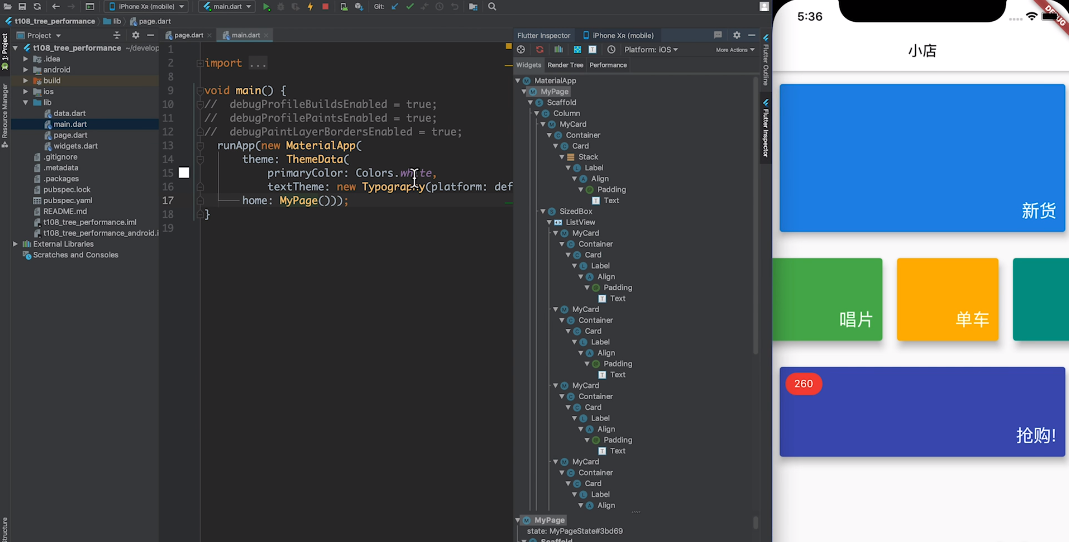 iPhone Xʀ (mobile)
main.dart
Git:
t108_tree_performance
lib
page.dart
Project
page.dart
main.dart
Flutter Inspector
iPhone Xʀ (mobile)
Platform: iOS
More Actions
Widgets
Render Tree
Performance
1: Project
Resource Manager
Structure
Flutter Outline
Flutter Inspector
t108_tree_performance ~/develop
.idea
android
build
ios
lib
data.dart
main.dart
page.dart
widgets.dart
.gitignore
.metadata
.packages
pubspec.lock
pubspec.yaml
README.md
t108_tree_performance.iml
t108_tree_performance_android.i
External Libraries
Scratches and Consoles
1
2 import ...
8
9 void main() {
10 // debugProfileBuildsEnabled = true;
11 // debugProfilePaintsEnabled = true;
12 // debugPaintLayerBordersEnabled = true;
13 runApp(new MaterialApp(
14 theme: ThemeData(
15 primaryColor: Colors.white,
16 textTheme: new Typography(platform: def
17 home: MyPage()));
18 }
19
MaterialApp
MyPage
Scaffold
Column
MyCard
Container
Card
Stack
Label
Align
Padding
Text
SizedBox
ListView
MyCard
Container
Card
Label
Align
Padding
Text
MyCard
Container
Card
Label
Align
Padding
Text
MyCard
Container
Card
Label
Align
Padding
Text
MyCard
Container
Card
Label
Align
MyPage
state: MyPageState#3bd69
Scaffold
5:36
DEBUG
小店
新货
唱片
单车
260
抢购!